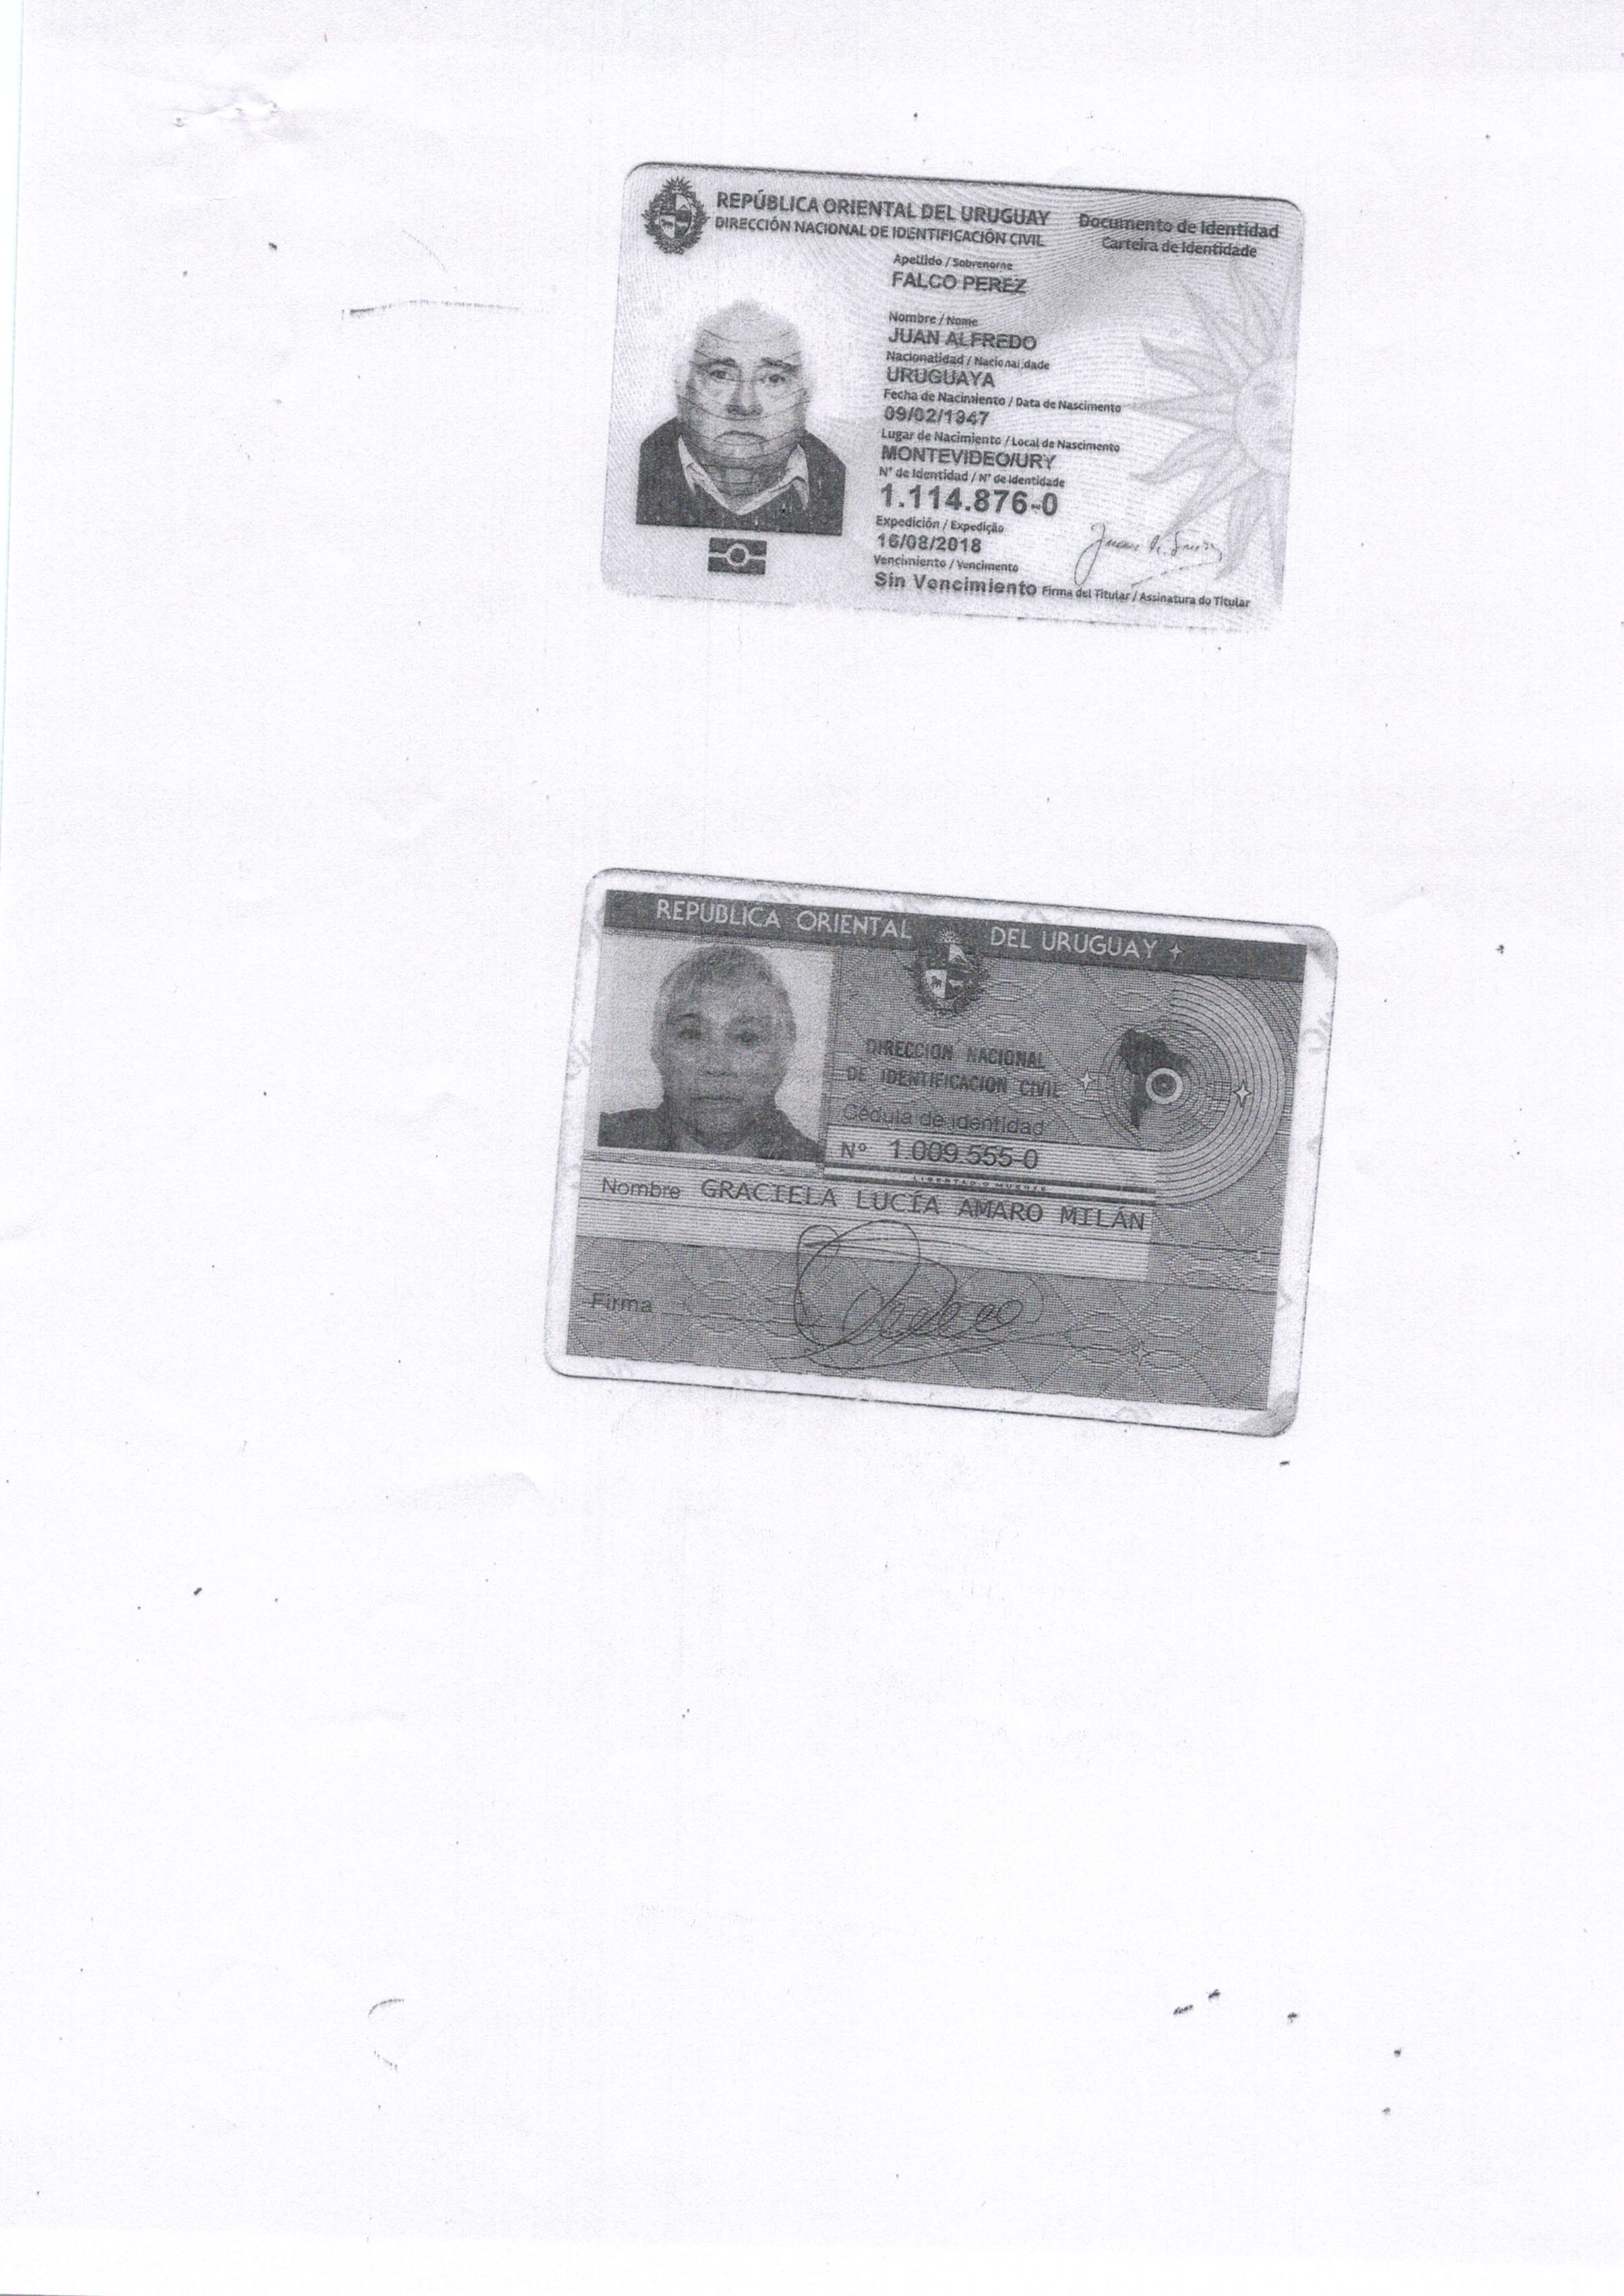 REPÚBLICA ORIENTAL DEL URUGUAY
DIRECCIÓN NACIONAL DE IDENTIFICACIÓN CIVIL
Documento de Identidad
Carteira de Identidade
Apellido / Sobrenome
FALCO PEREZ
Nombre / Nome
JUAN ALFREDO
Nacionalidad / Nacionalidade
URUGUAYA
Fecha de Nacimiento / Data de Nascimento
09/02/1947
Lugar de Nacimiento / Local de Nascimento
MONTEVIDEO/URY
N° de Identidad / N° de Identidade
1.114.876-0
Expedición / Expedição
16/08/2018
Vencimiento / Vencimento
Sin Vencimiento
Firma del Titular / Assinatura do Titular
REPUBLICA ORIENTAL DEL URUGUAY
DIRECCION NACIONAL
DE IDENTIFICACION CIVIL
Cédula de identidad
N° 1.009.555-0
LIBERTAD O MUERTE
Nombre GRACIELA LUCÍA AMARO MILÁN
Firma